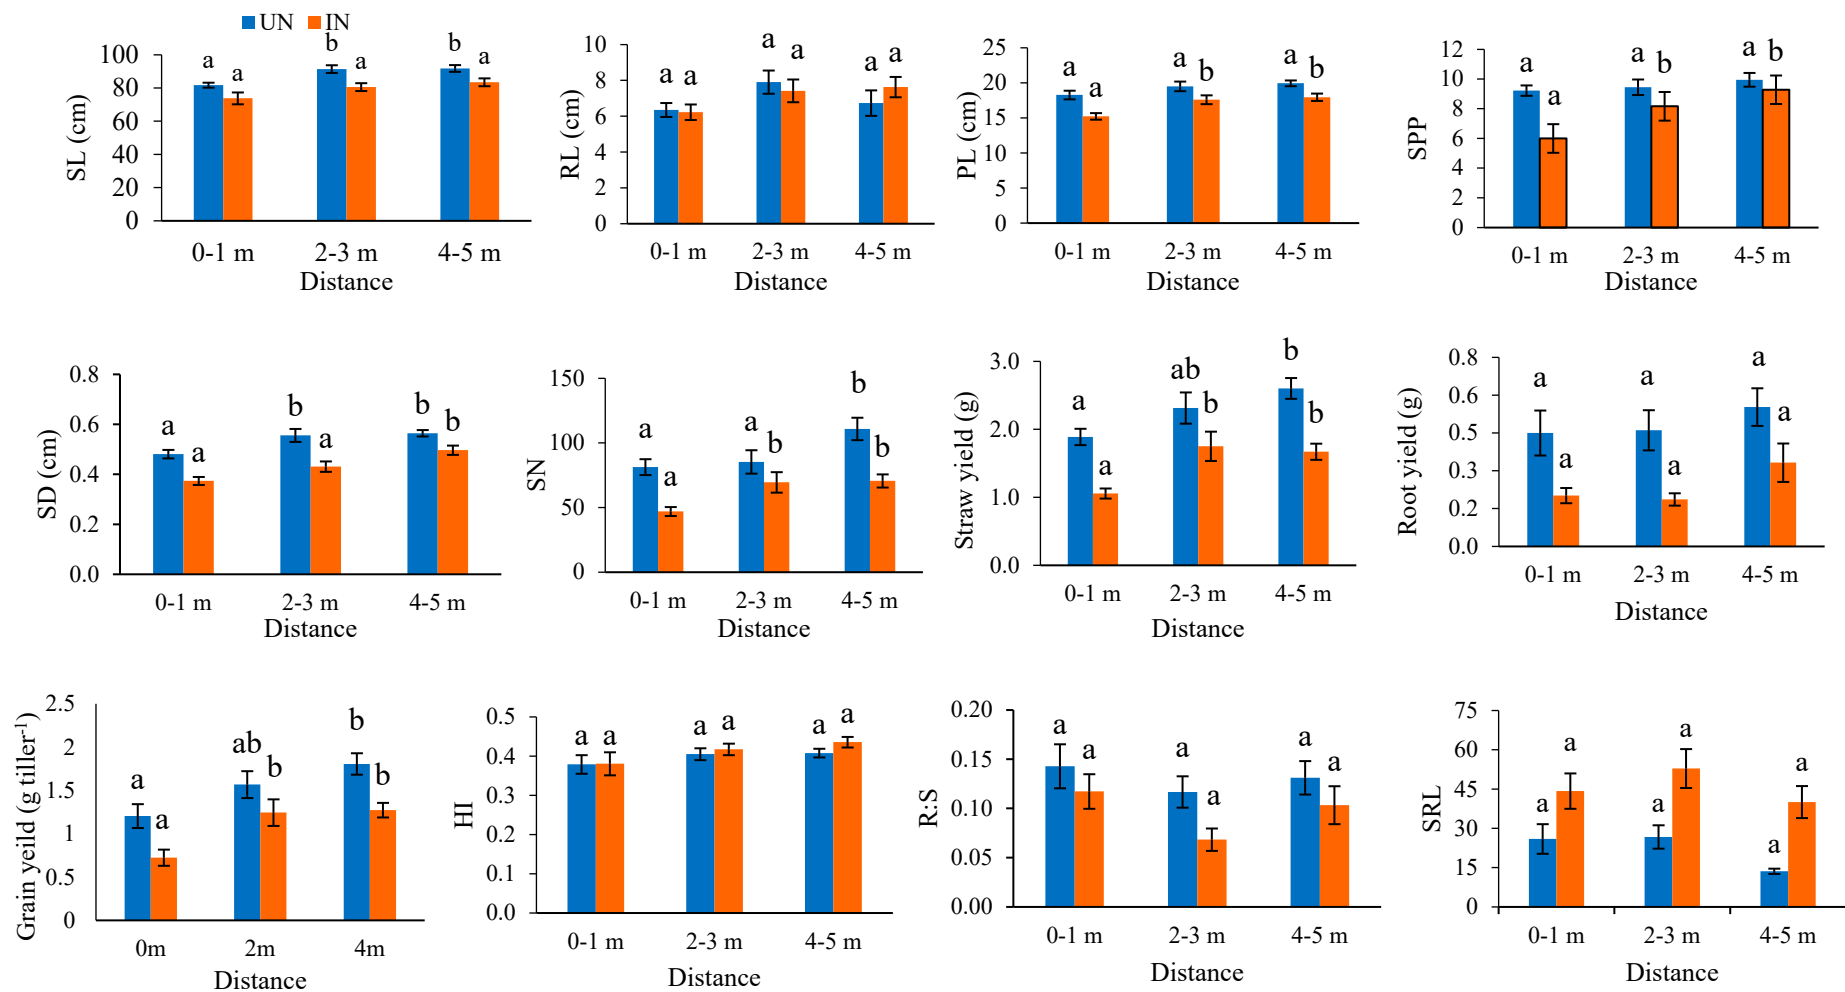 UN IN
a a b a b a
100
80
60
40
20
0
SL (cm)
0-1 m 2-3 m 4-5 m
Distance
a a a a a a
10
8
6
4
2
0
RL (cm)
0-1 m 2-3 m 4-5 m
Distance
a a a b a b
25
20
15
10
5
0
PL (cm)
0-1 m 2-3 m 4-5 m
Distance
a a a b a b
12
10
8
6
4
2
0
SPP
0-1 m 2-3 m 4-5 m
Distance
a a b a b b
0.8
0.6
0.4
0.2
0.0
SD (cm)
0-1 m 2-3 m 4-5 m
Distance
a a a b b b
150
100
50
0
SN
0-1 m 2-3 m 4-5 m
Distance
a a ab b b b
3.0
2.0
1.0
0.0
Straw yield (g)
0-1 m 2-3 m 4-5 m
Distance
a a a a a a
0.8
0.6
0.5
0.3
0.2
0.0
Root yield (g)
0-1 m 2-3 m 4-5 m
Distance
a a ab b b b
2.5
2
1.5
1
0.5
0
Grain yeild (g tiller-1)
0m 2m 4m
Distance
a a a a a a
0.5
0.4
0.3
0.2
0.1
0.0
HI
0-1 m 2-3 m 4-5 m
Distance
a a a a a a
0.20
0.15
0.10
0.05
0.00
R:S
0-1 m 2-3 m 4-5 m
Distance
a a a a a a
75
60
45
30
15
0
SRL
0-1 m 2-3 m 4-5 m
Distance